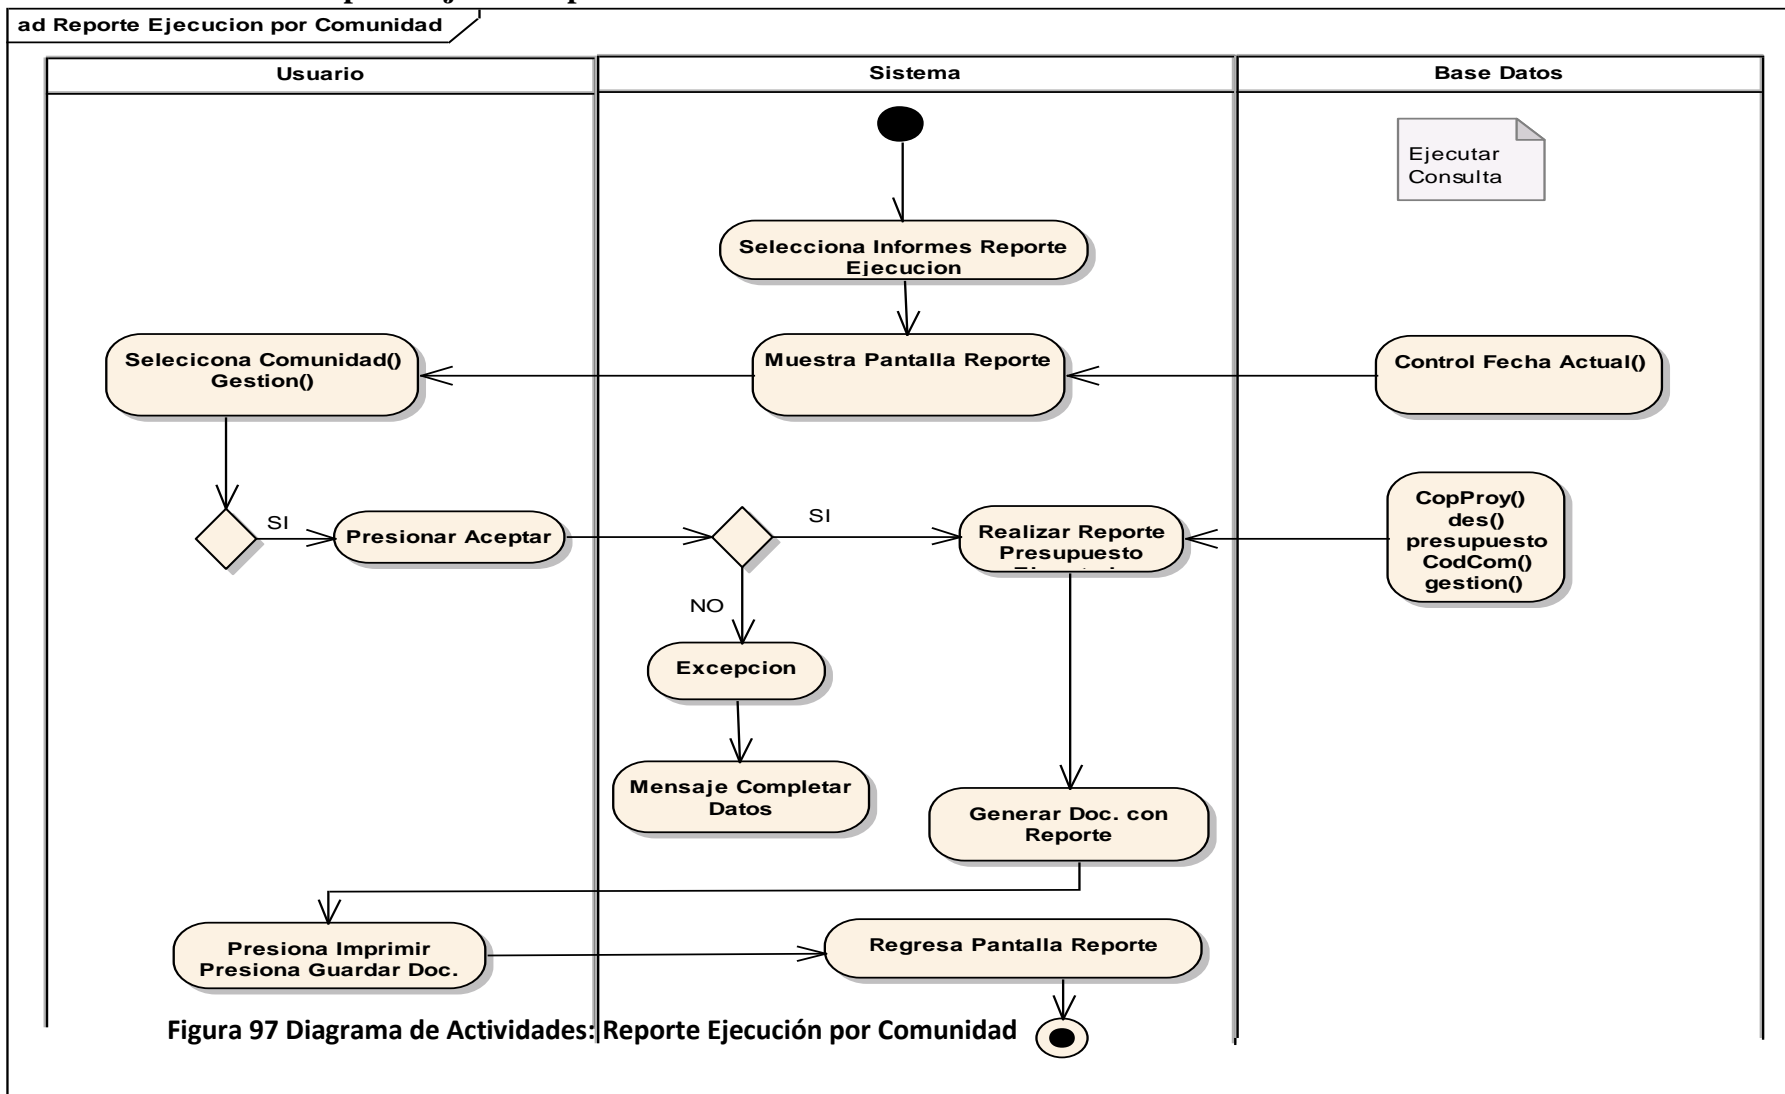 ad Reporte Ejecucion por Comunidad
Usuario
Sistema
Base Datos
Ejecutar
Consulta
Selecciona Informes Reporte
Ejecucion
Selecicona Comunidad()
Gestion()
Muestra Pantalla Reporte
Control Fecha Actual()
SI
Presionar Aceptar
SI
Realizar Reporte
Presupuesto
CopProy()
des()
presupuesto
CodCom()
gestion()
NO
Excepcion
Mensaje Completar
Datos
Generar Doc. con
Reporte
Presiona Imprimir
Presiona Guardar Doc.
Regresa Pantalla Reporte
Figura 97 Diagrama de Actividades: Reporte Ejecución por Comunidad